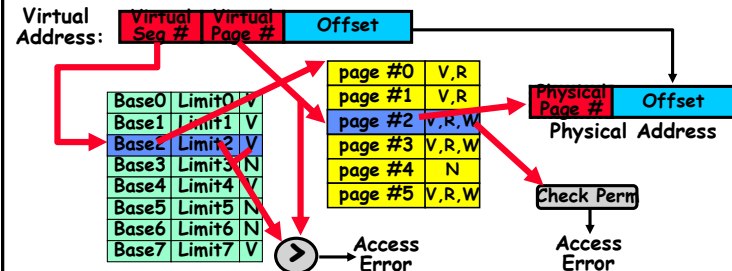 Virtual Address:
Virtual Seg #
Virtual Page #
Offset
page #0 V,R
page #1 V,R
page #2 V,R,W
page #3 V,R,W
page #4 N
page #5 V,R,W
Physical Page #
Offset
Physical Address
Base0 Limit0 V
Base1 Limit1 V
Base2 Limit2 V
Base3 Limit3 N
Base4 Limit4 V
Base5 Limit5 N
Base6 Limit6 N
Base7 Limit7 V
>
Access Error
Check Perm
Access Error